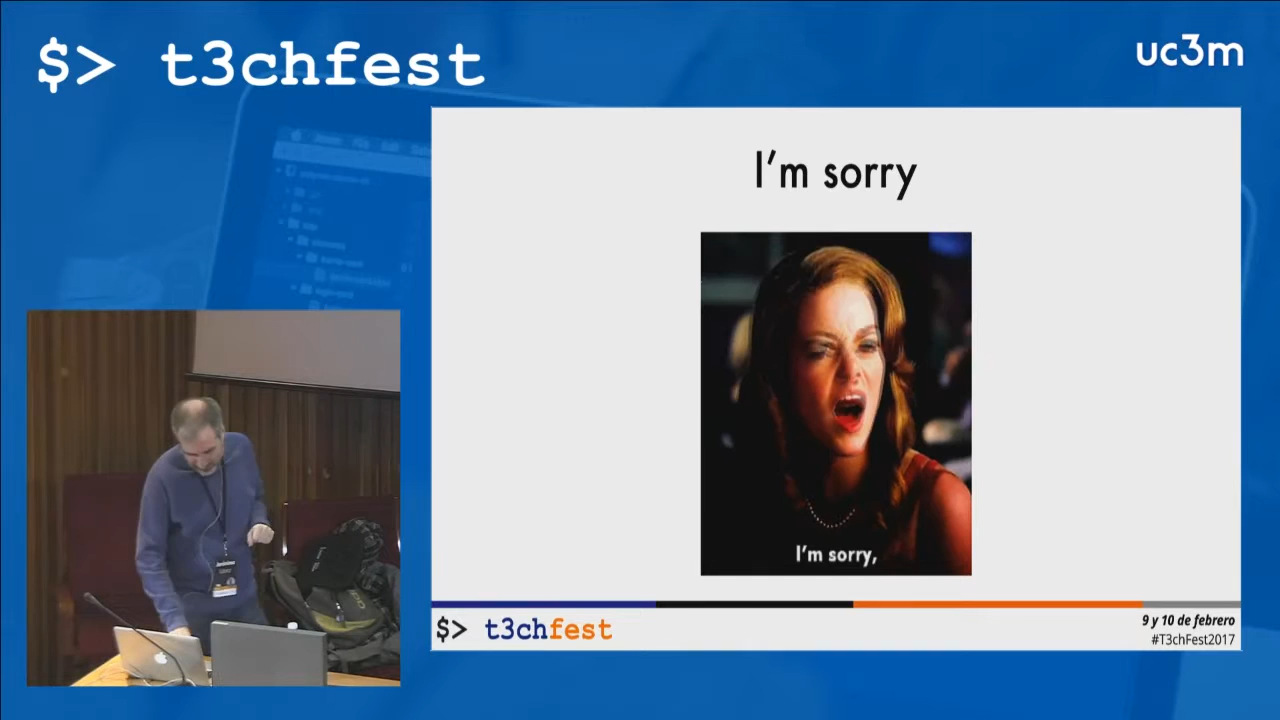 $> t3chfest
uc3m
I'm sorry
I'm sorry,
$> t3chfest
9 y 10 de febrero
#T3chFest2017